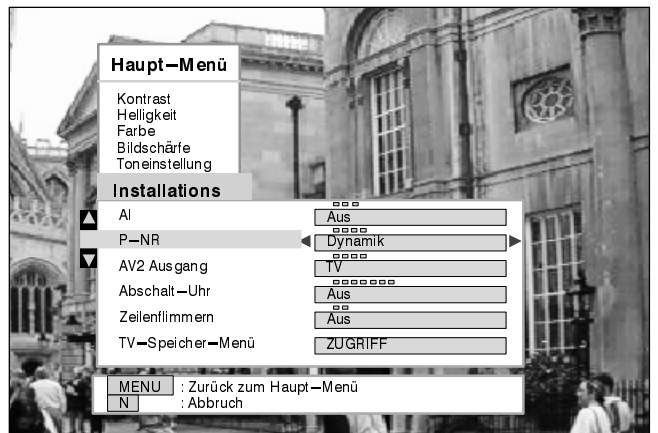 Haupt–Menü
Kontrast
Helligkeit
Farbe
Bildschärfe
Toneinstellung
Installations
AI Aus
P–NR Dynamik
AV2 Ausgang TV
Abschalt–Uhr Aus
Zeilenflimmern Aus
TV–Speicher–Menü ZUGRIFF
MENU : Zurück zum Haupt–Menü
N : Abbruch